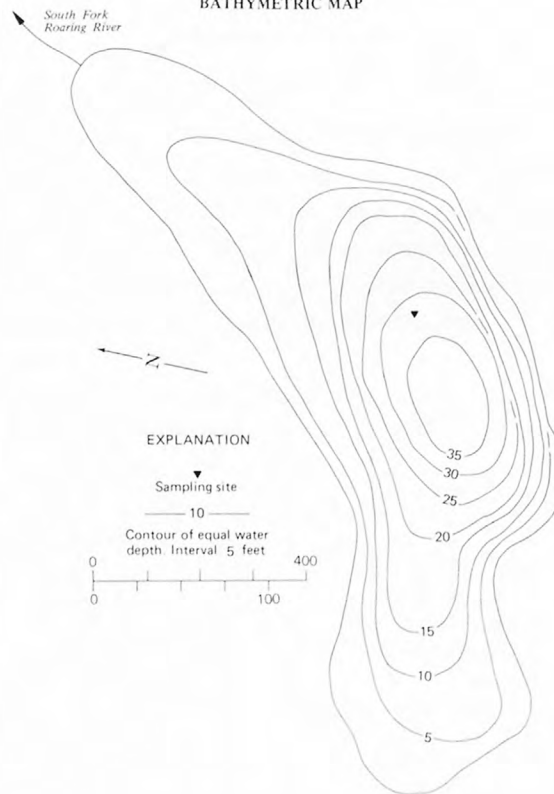 BATHYMETRIC MAP
South Fork
Roaring River
N
EXPLANATION
Sampling site
10
Contour of equal water
depth. Interval 5 feet
0 400
0 100
35
30
25
20
15
10
5